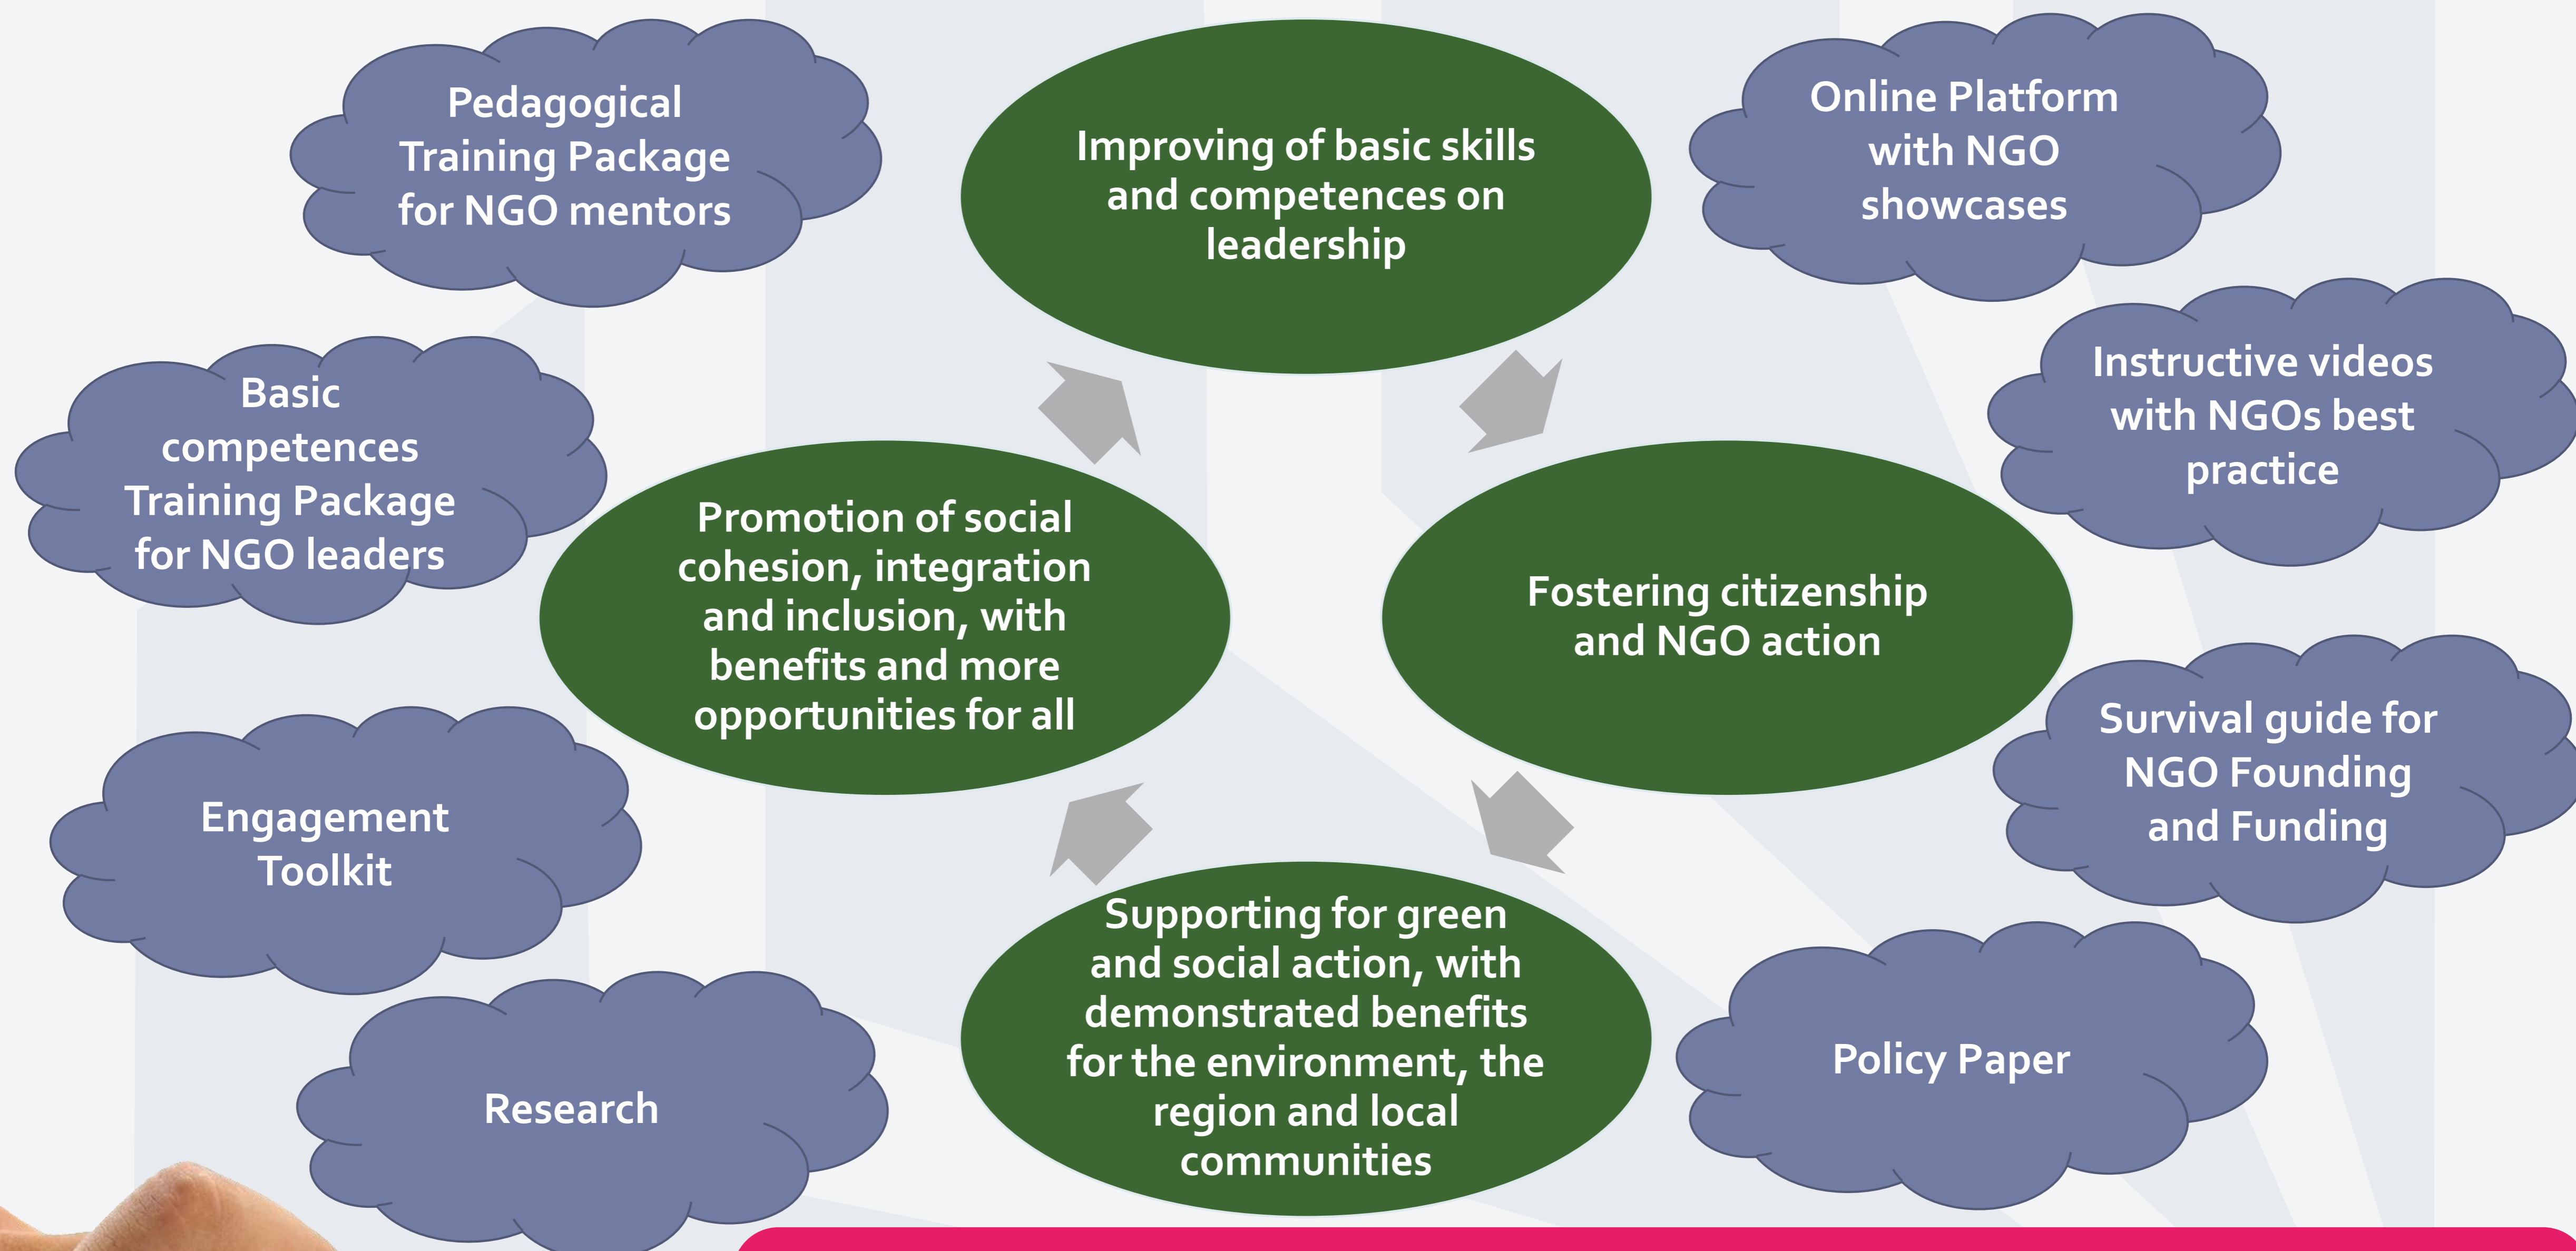 Pedagogical
Training Package
for NGO mentors
Improving of basic skills
and competences on
leadership
Online Platform
with NGO
showcases
Basic
competences
Training Package
for NGO leaders
Promotion of social
cohesion, integration
and inclusion, with
benefits and more
opportunities for all
Fostering citizenship
and NGO action
Instructive videos
with NGOs best
practice
Engagement
Toolkit
Survival guide for
NGO Founding
and Funding
Research
Supporting for green
and social action, with
demonstrated benefits
for the environment, the
region and local
communities
Policy Paper